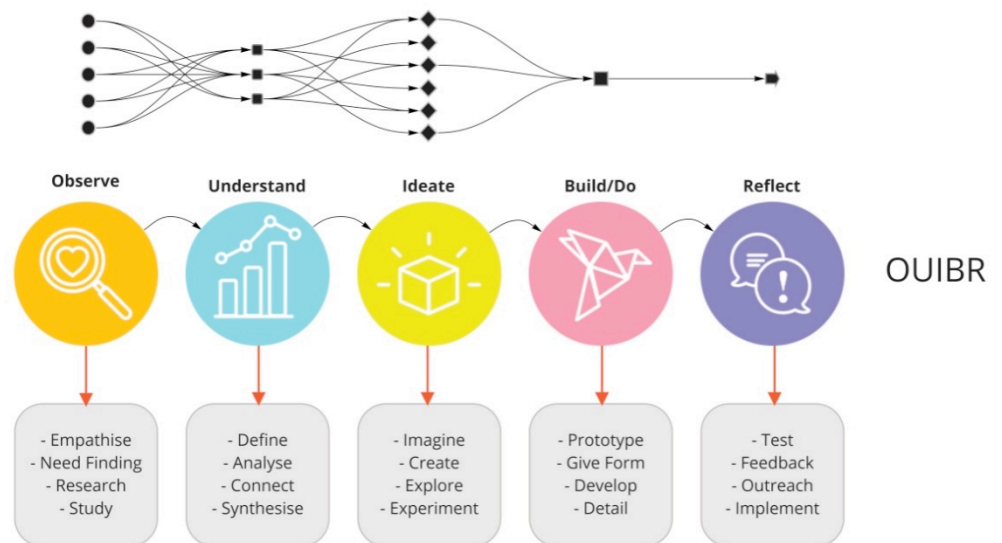 Observe
Understand
Ideate
Build/Do
Reflect
OUIBR
- Empathise
- Need Finding
- Research
- Study
- Define
- Analyse
- Connect
- Synthesise
- Imagine
- Create
- Explore
- Experiment
- Prototype
- Give Form
- Develop
- Detail
- Test
- Feedback
- Outreach
- Implement